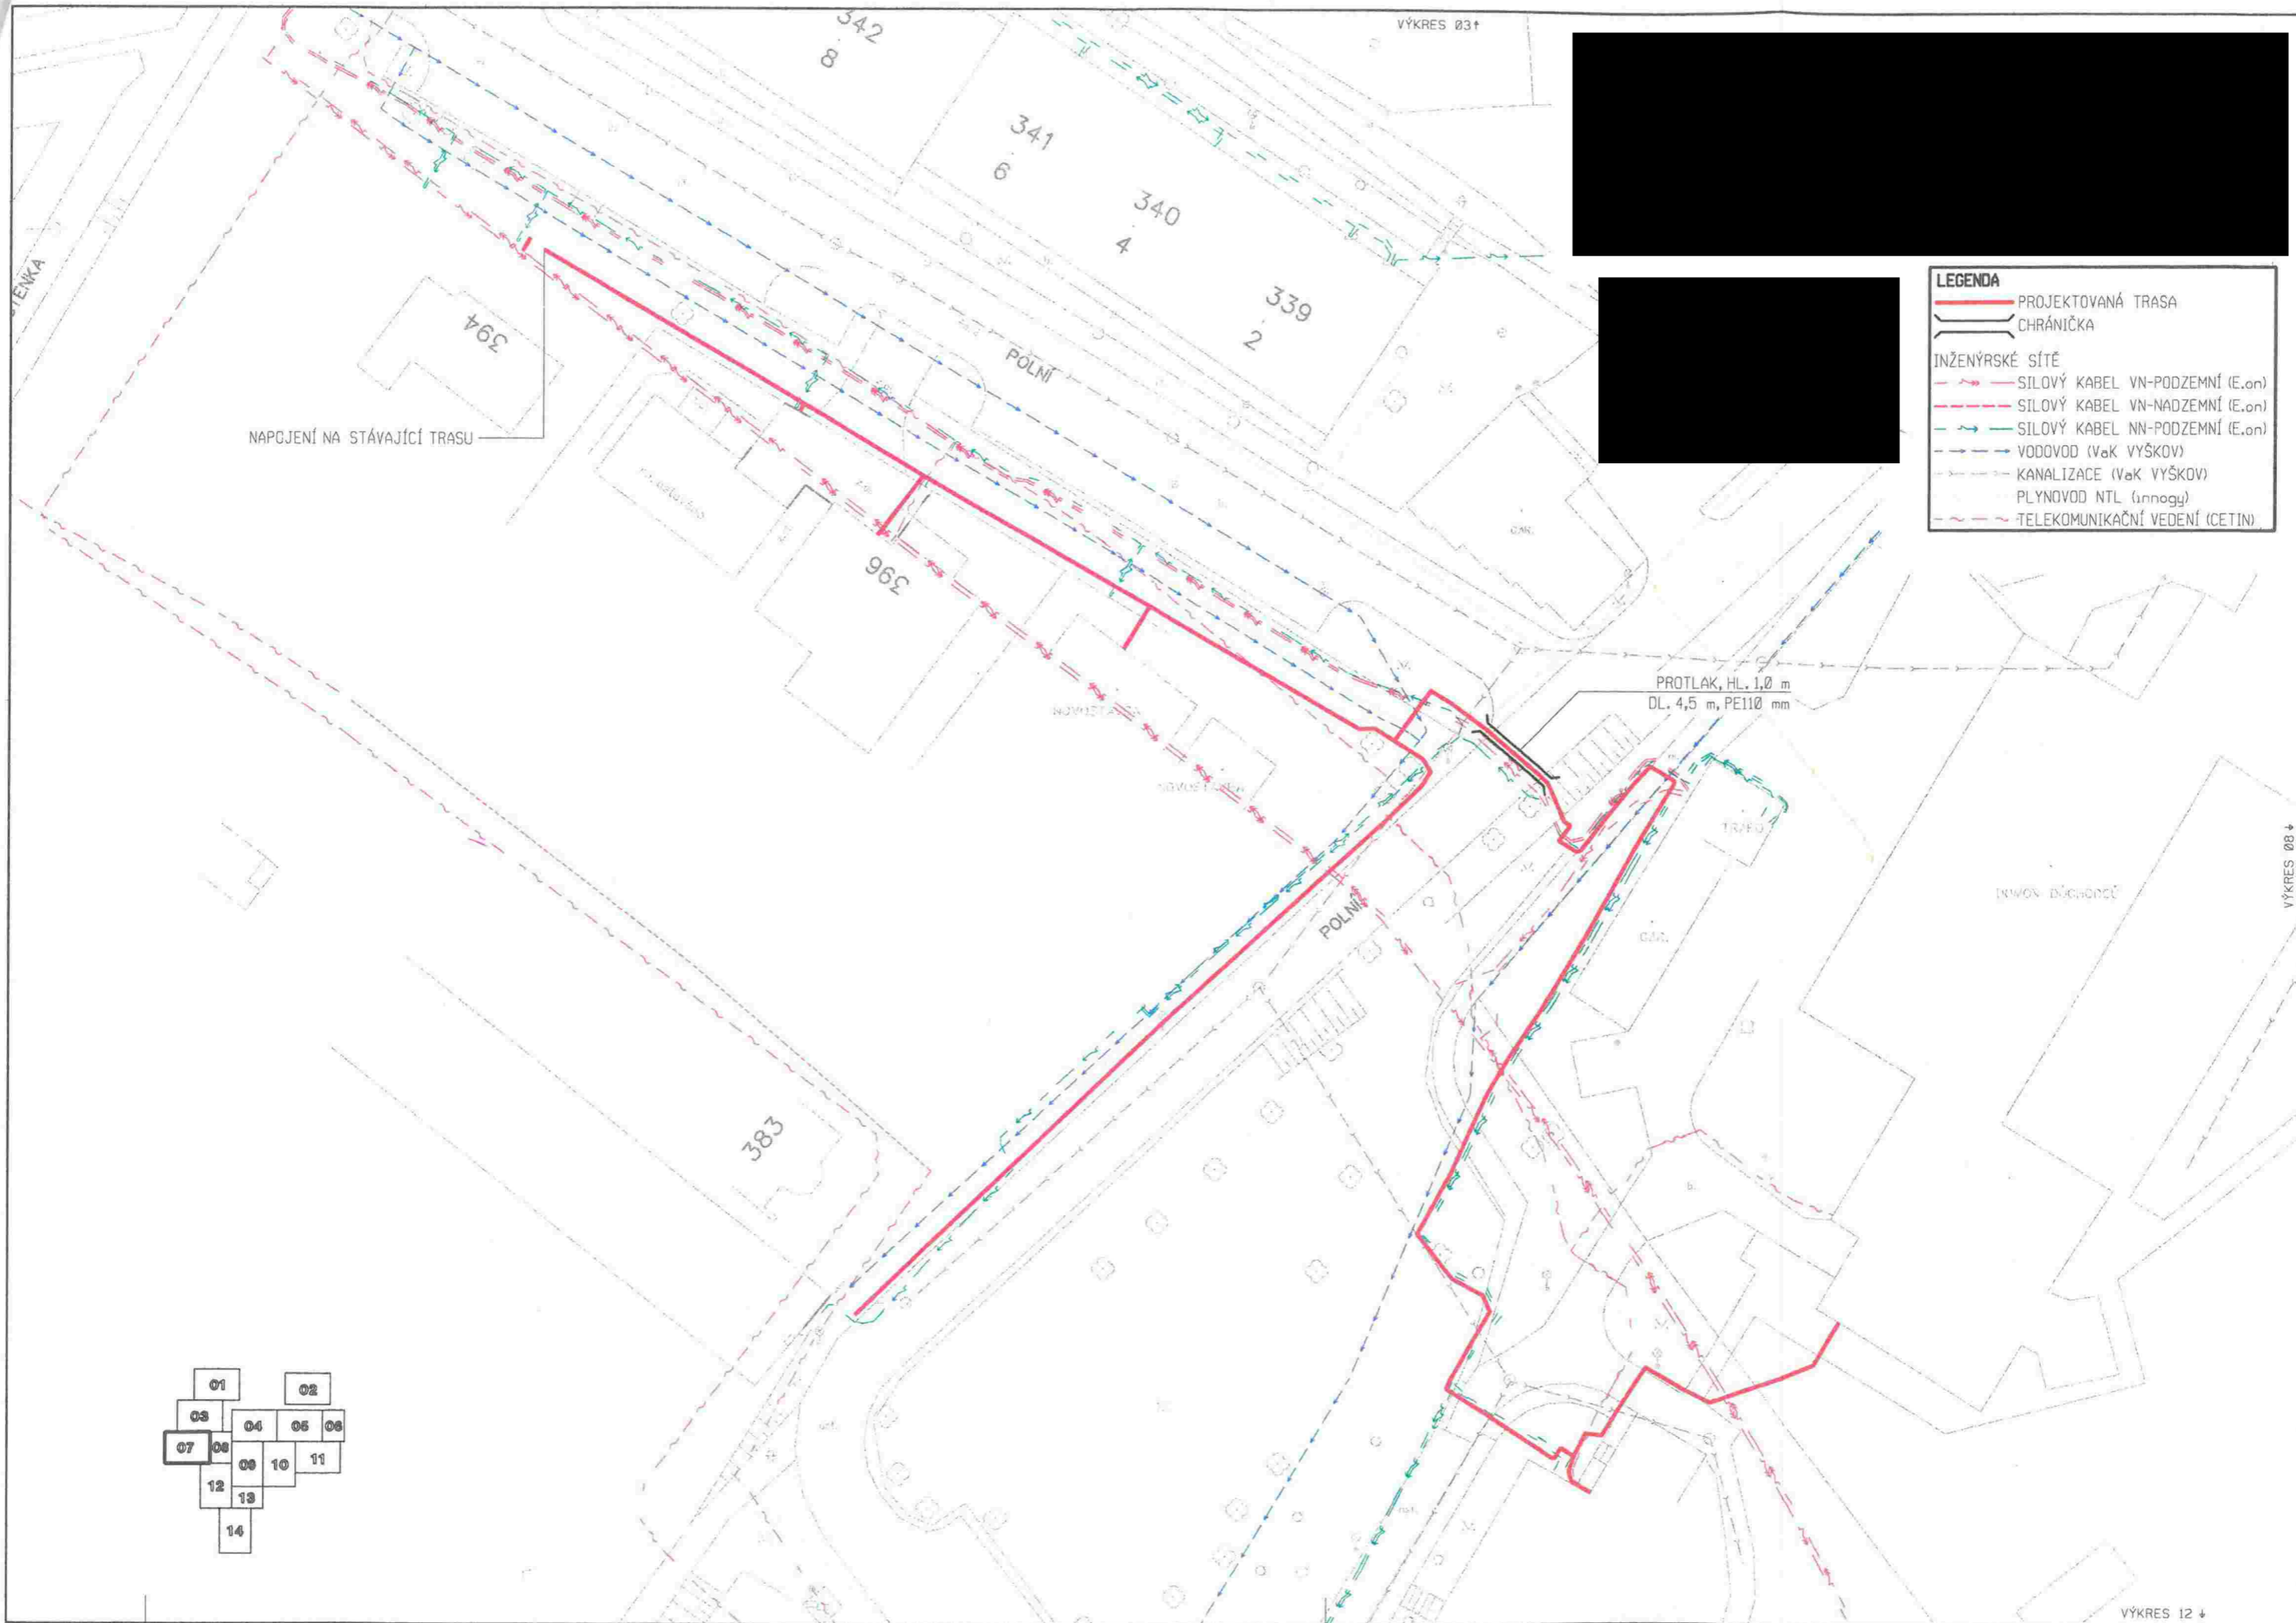 VÝKRES 03↑
342
8
341
6
340
4
339
2
POLNÍ
394
NAPOJENÍ NA STÁVAJÍCÍ TRASU
396
NOVOSTAVBA
NOVOSTAVBA
LEGENDA
PROJEKTOVANÁ TRASA
CHRÁNIČKA
INŽENÝRSKÉ SÍTĚ
SILOVÝ KABEL VN-PODZEMNÍ (E.on)
SILOVÝ KABEL VN-NADZEMNÍ (E.on)
SILOVÝ KABEL NN-PODZEMNÍ (E.on)
VODOVOD (VaK VYŠKOV)
KANALIZACE (VaK VYŠKOV)
PLYNOVOD NTL (innogy)
TELEKOMUNIKAČNÍ VEDENÍ (CETIN)
PROTLAK, HL. 1,0 m
DL. 4,5 m, PE110 mm
TRAFO
GAR.
GAR.
DŮCHODCŮ
POLNÍ
383
VÝKRES 08↓
01
02
03
04
05
06
07
08
09
10
11
12
13
14
VÝKRES 12↓